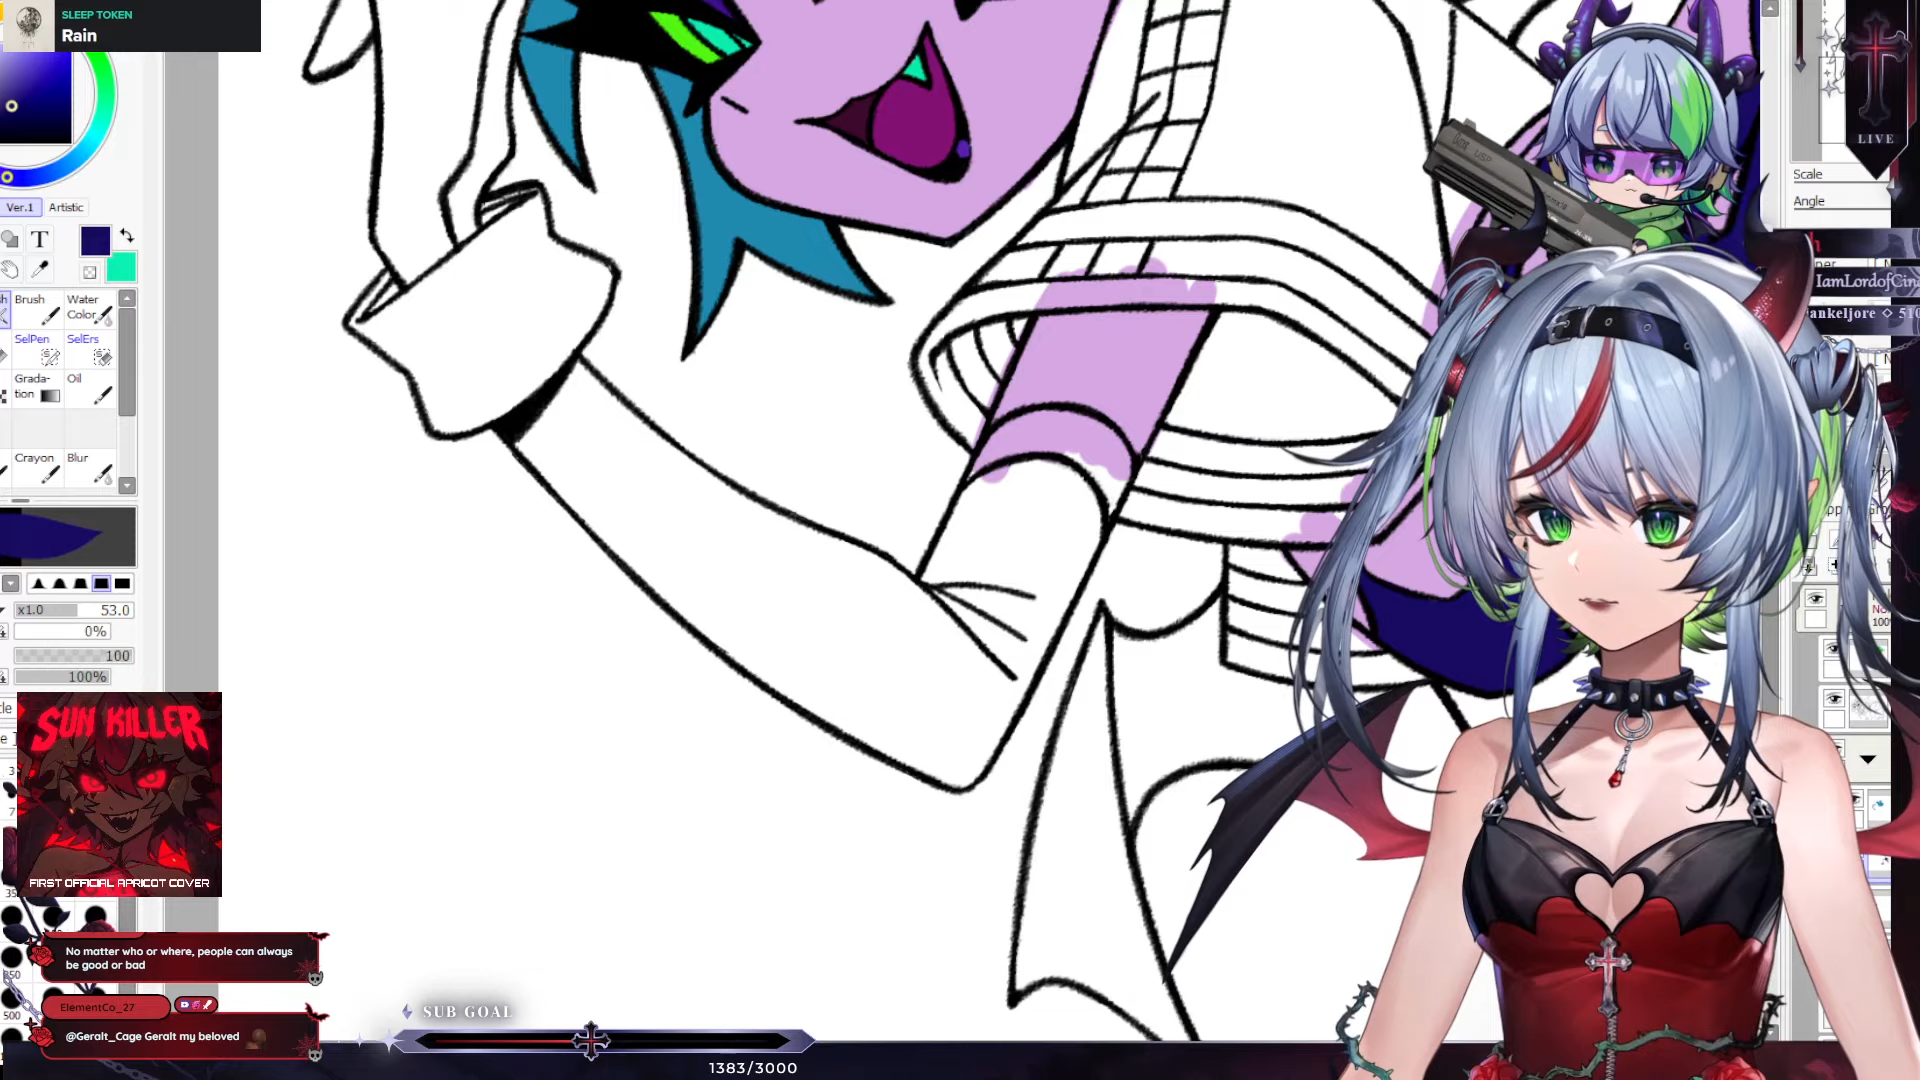 SLEEP TOKEN
Rain
LIVE
Scale
Angle
Ver.1
Artistic
T
Brush
Water
Color
SelPen
SelErs
Grada-
tion
Oil
Crayon
Blur
x1.0
53.0
0%
100
100%
IamLordofCin
ankeljore ◇ 510
SUN KILLER
FIRST OFFICIAL APRICOT COVER
500
No matter who or where, people can always
be good or bad
ElementCo_27
@Geralt_Cage Geralt my beloved
SUB GOAL
1383/3000